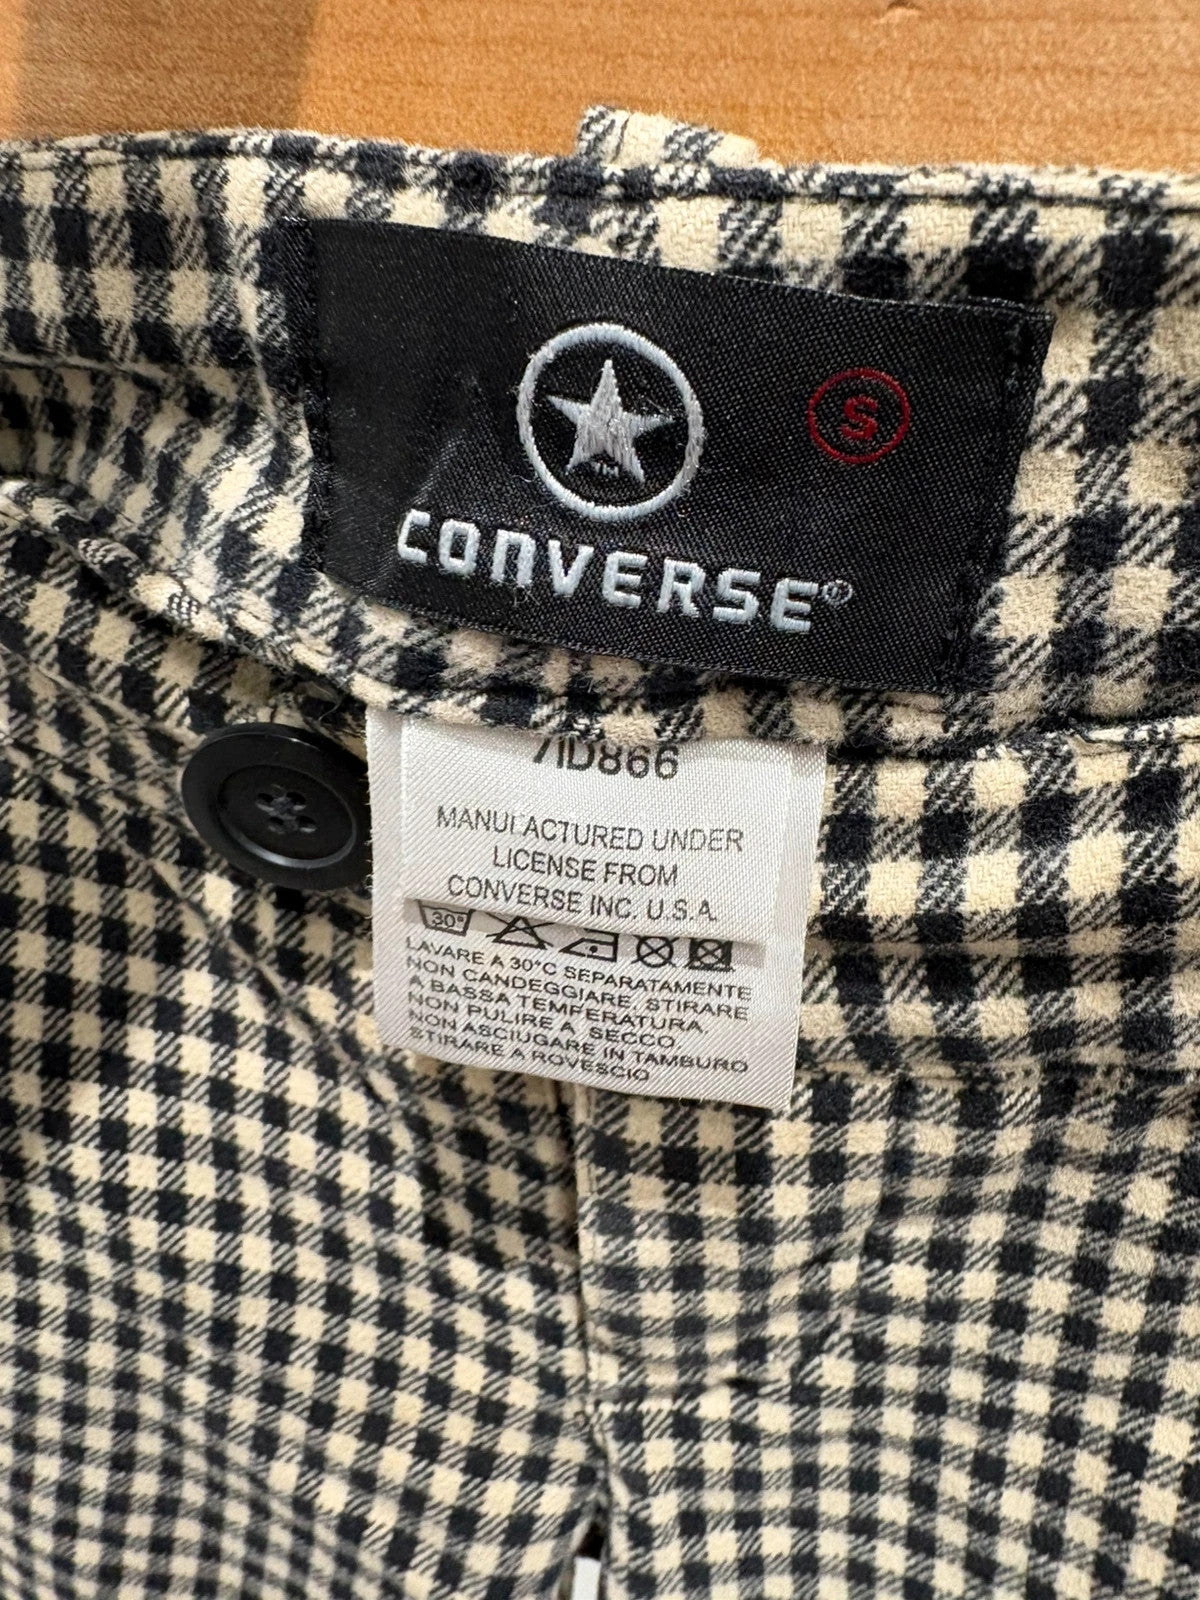 S
™
CONVERSE®
7ID866
MANUFACTURED UNDER
LICENSE FROM
CONVERSE INC. U.S.A.
30°
LAVARE A 30°C SEPARATAMENTE
NON CANDEGGIARE, STIRARE
A BASSA TEMPERATURA,
NON PULIRE A SECCO,
NON ASCIUGARE IN TAMBURO
STIRARE A ROVESCIO